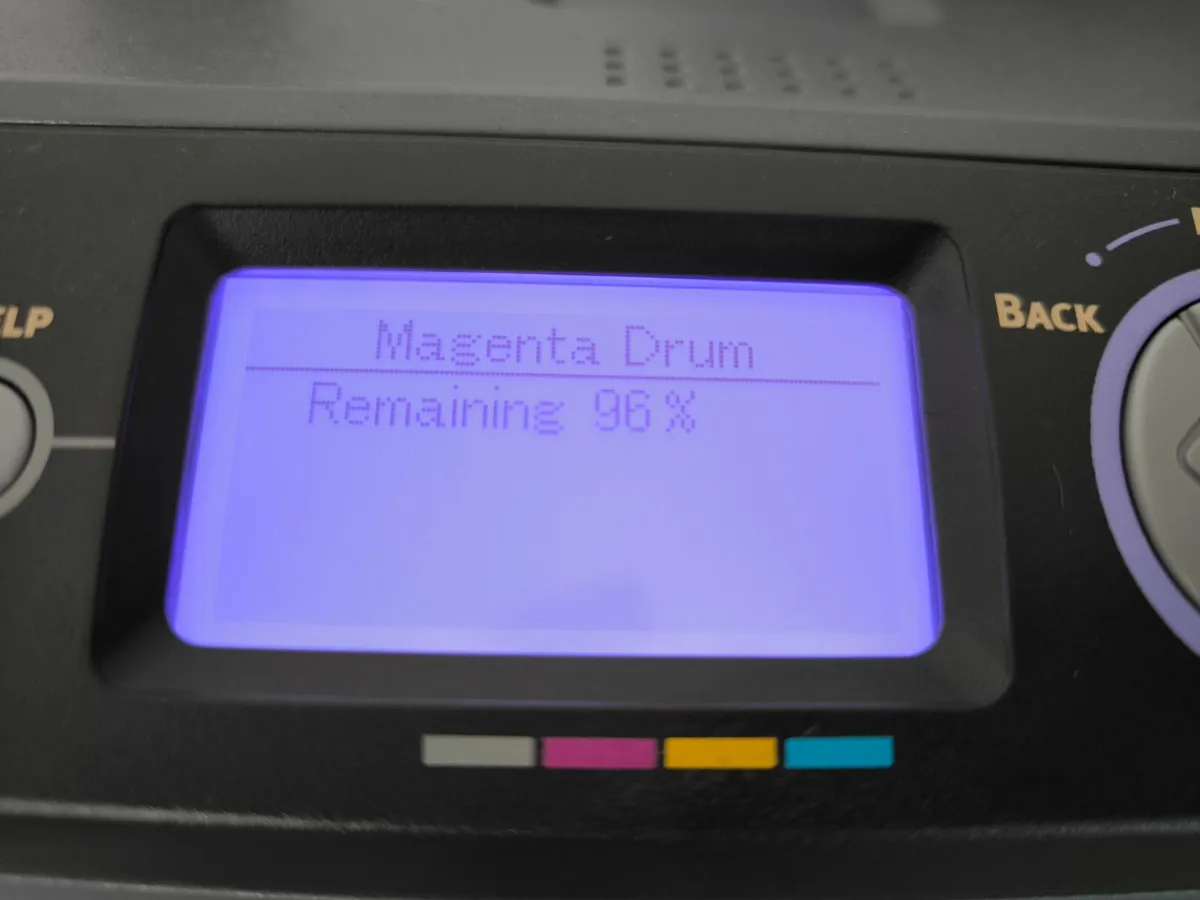 Magenta Drum
Remaining 96%
BACK